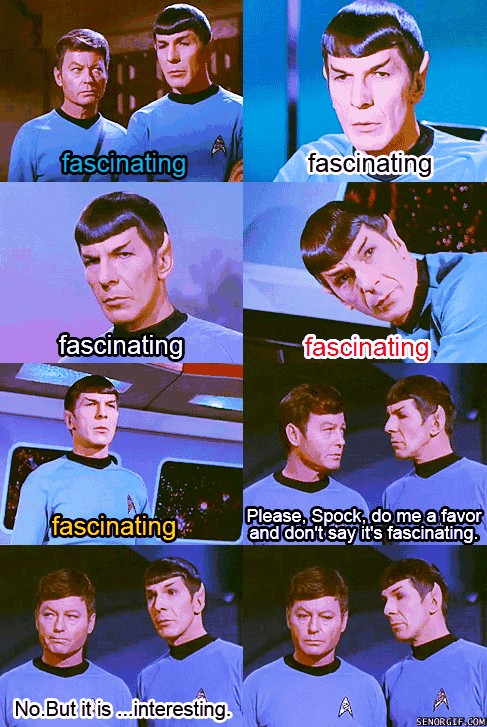 fascinating
fascinating
fascinating
fascinating
fascinating
Please, Spock, do me a favor
and don't say it's fascinating.
No.But it is ...interesting.
SENORGIF.COM